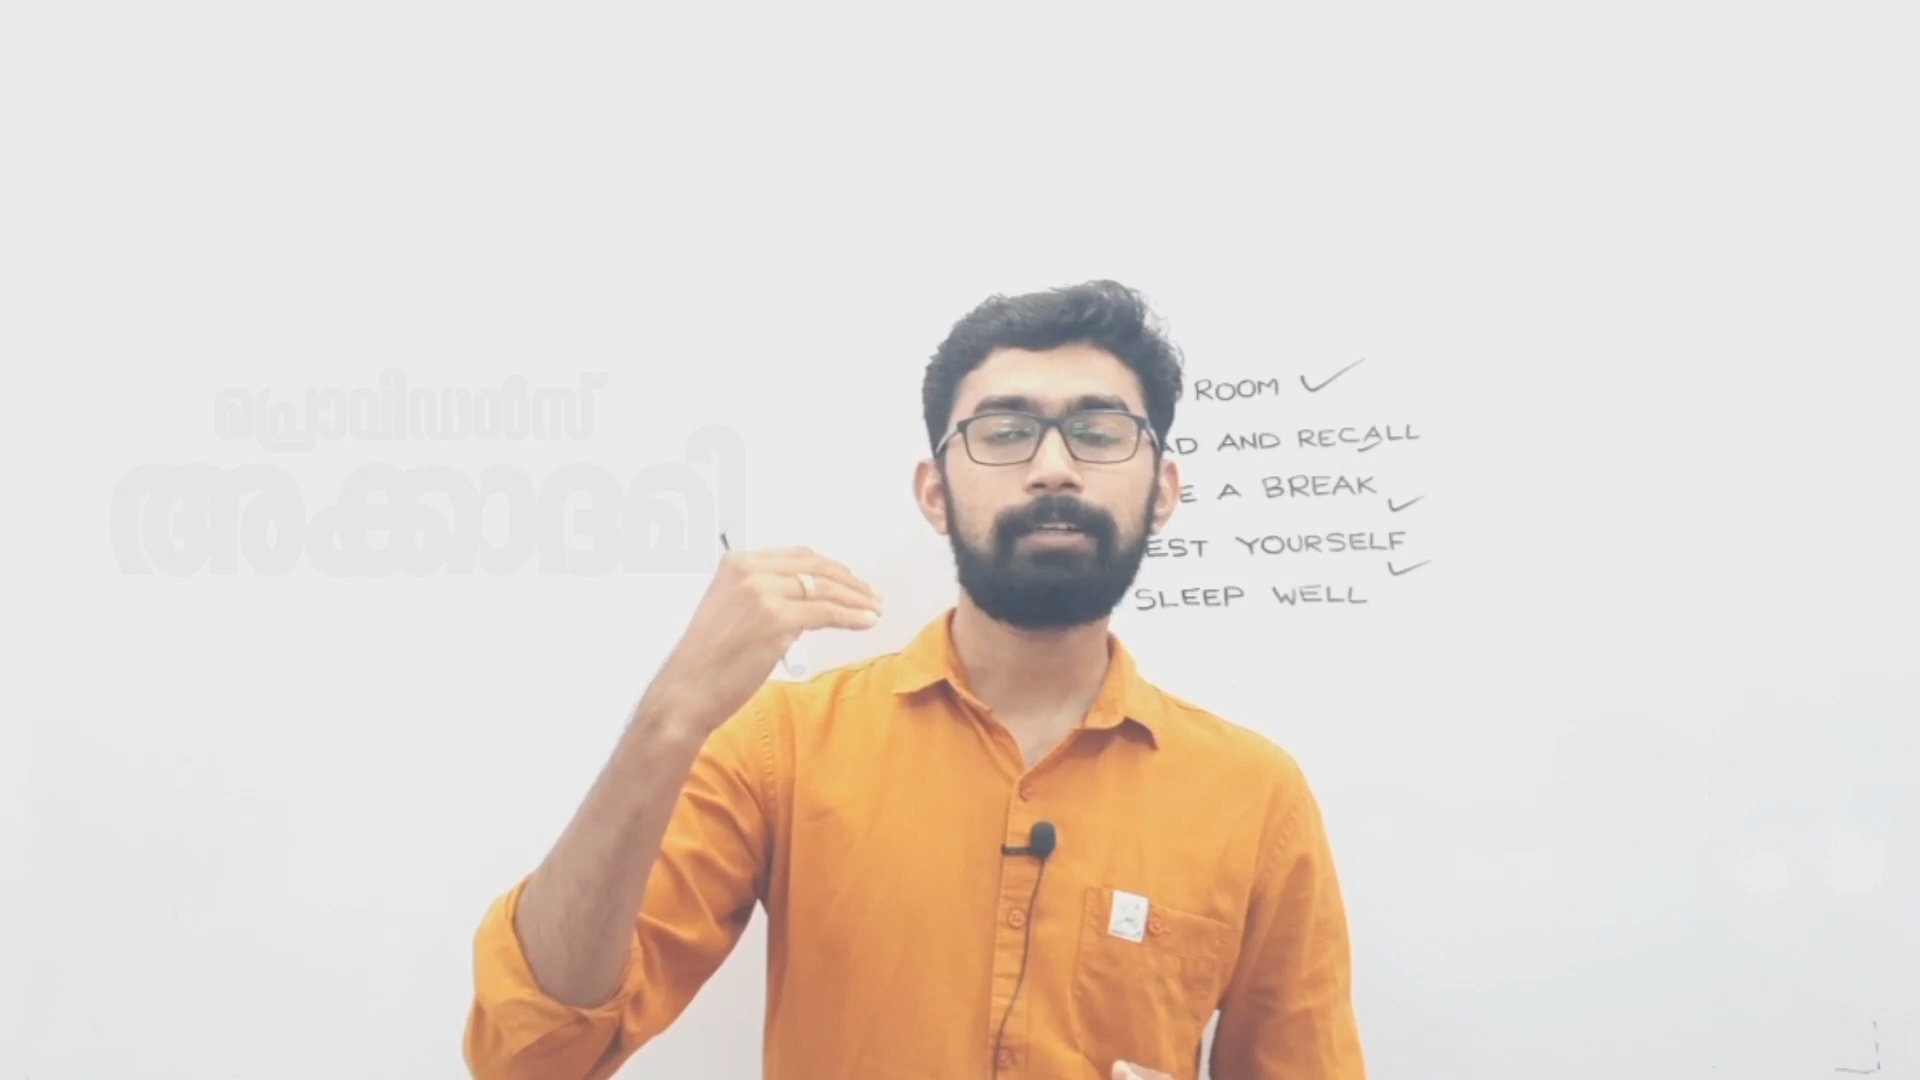 പ്രൊവിഡൻസ്
അക്കാദമി
ROOM
AND RECALL
A BREAK
YOURSELF
SLEEP WELL